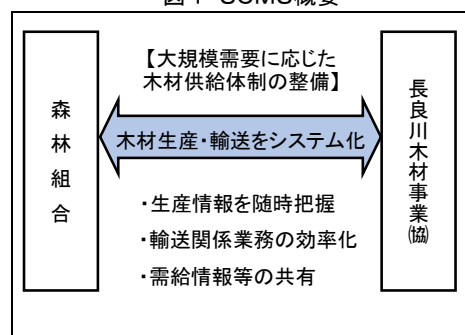 図1 SCMS概要
【大規模需要に応じた
木材供給体制の整備】
森林組合
木材生産・輸送をシステム化
長良川木材事業㈿
・生産情報を随時把握
・輸送関係業務の効率化
・需給情報等の共有